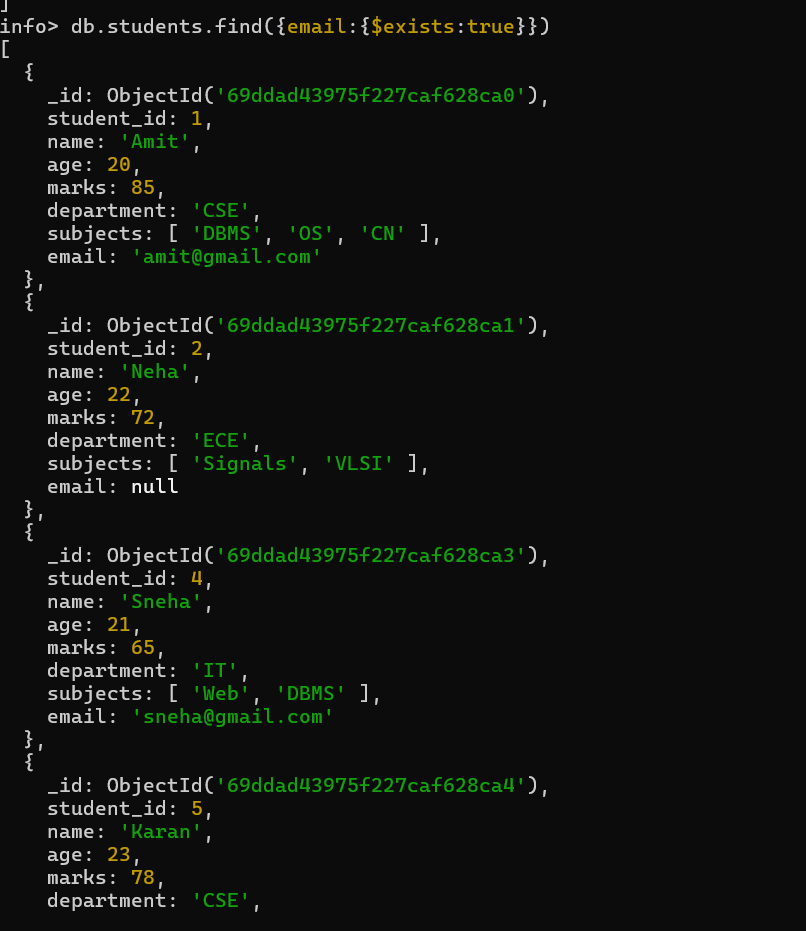 ]
info> db.students.find({email:{$exists:true}})
[
  {
    _id: ObjectId('69ddad43975f227caf628ca0'),
    student_id: 1,
    name: 'Amit',
    age: 20,
    marks: 85,
    department: 'CSE',
    subjects: [ 'DBMS', 'OS', 'CN' ],
    email: 'amit@gmail.com'
  },
  {
    _id: ObjectId('69ddad43975f227caf628ca1'),
    student_id: 2,
    name: 'Neha',
    age: 22,
    marks: 72,
    department: 'ECE',
    subjects: [ 'Signals', 'VLSI' ],
    email: null
  },
  {
    _id: ObjectId('69ddad43975f227caf628ca3'),
    student_id: 4,
    name: 'Sneha',
    age: 21,
    marks: 65,
    department: 'IT',
    subjects: [ 'Web', 'DBMS' ],
    email: 'sneha@gmail.com'
  },
  {
    _id: ObjectId('69ddad43975f227caf628ca4'),
    student_id: 5,
    name: 'Karan',
    age: 23,
    marks: 78,
    department: 'CSE',